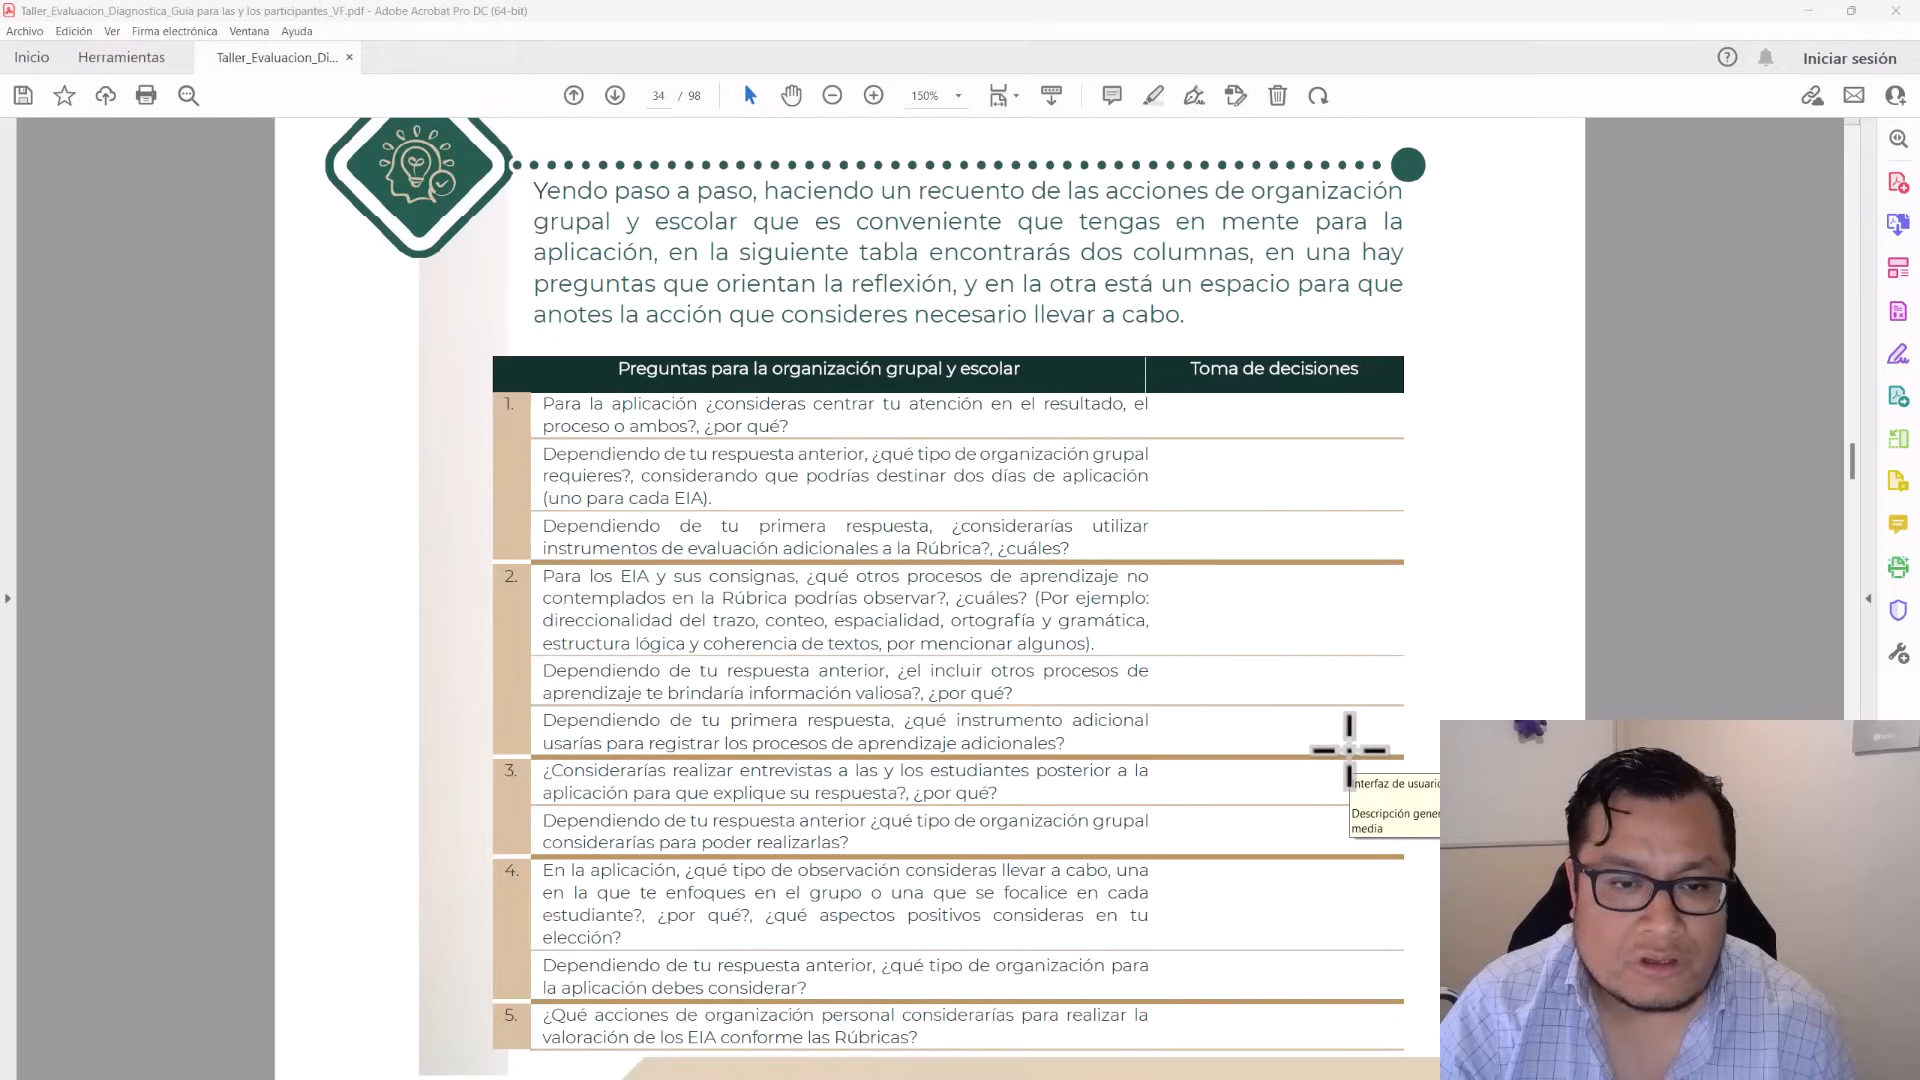 Taller_Evaluacion_Diagnostica_Guía para las y los participantes_VF.pdf - Adobe Acrobat Pro DC (64-bit)
Archivo Edición Ver Firma electrónica Ventana Ayuda
Inicio Herramientas Taller_Evaluacion_Di... × Iniciar sesión
34 / 98 150%
Yendo paso a paso, haciendo un recuento de las acciones de organización
grupal y escolar que es conveniente que tengas en mente para la
aplicación, en la siguiente tabla encontrarás dos columnas, en una hay
preguntas que orientan la reflexión, y en la otra está un espacio para que
anotes la acción que consideres necesario llevar a cabo.
Preguntas para la organización grupal y escolar Toma de decisiones
1. Para la aplicación ¿consideras centrar tu atención en el resultado, el
proceso o ambos?, ¿por qué?
Dependiendo de tu respuesta anterior, ¿qué tipo de organización grupal
requieres?, considerando que podrías destinar dos días de aplicación
(uno para cada EIA).
Dependiendo de tu primera respuesta, ¿considerarías utilizar
instrumentos de evaluación adicionales a la Rúbrica?, ¿cuáles?
2. Para los EIA y sus consignas, ¿qué otros procesos de aprendizaje no
contemplados en la Rúbrica podrías observar?, ¿cuáles? (Por ejemplo:
direccionalidad del trazo, conteo, espacialidad, ortografía y gramática,
estructura lógica y coherencia de textos, por mencionar algunos).
Dependiendo de tu respuesta anterior, ¿el incluir otros procesos de
aprendizaje te brindaría información valiosa?, ¿por qué?
Dependiendo de tu primera respuesta, ¿qué instrumento adicional
usarías para registrar los procesos de aprendizaje adicionales?
3. ¿Considerarías realizar entrevistas a las y los estudiantes posterior a la
aplicación para que explique su respuesta?, ¿por qué?
Dependiendo de tu respuesta anterior ¿qué tipo de organización grupal
considerarías para poder realizarlas?
4. En la aplicación, ¿qué tipo de observación consideras llevar a cabo, una
en la que te enfoques en el grupo o una que se focalice en cada
estudiante?, ¿por qué?, ¿qué aspectos positivos consideras en tu
elección?
Dependiendo de tu respuesta anterior, ¿qué tipo de organización para
la aplicación debes considerar?
5. ¿Qué acciones de organización personal considerarías para realizar la
valoración de los EIA conforme las Rúbricas?
nterfaz de usuario
Descripción gener
media